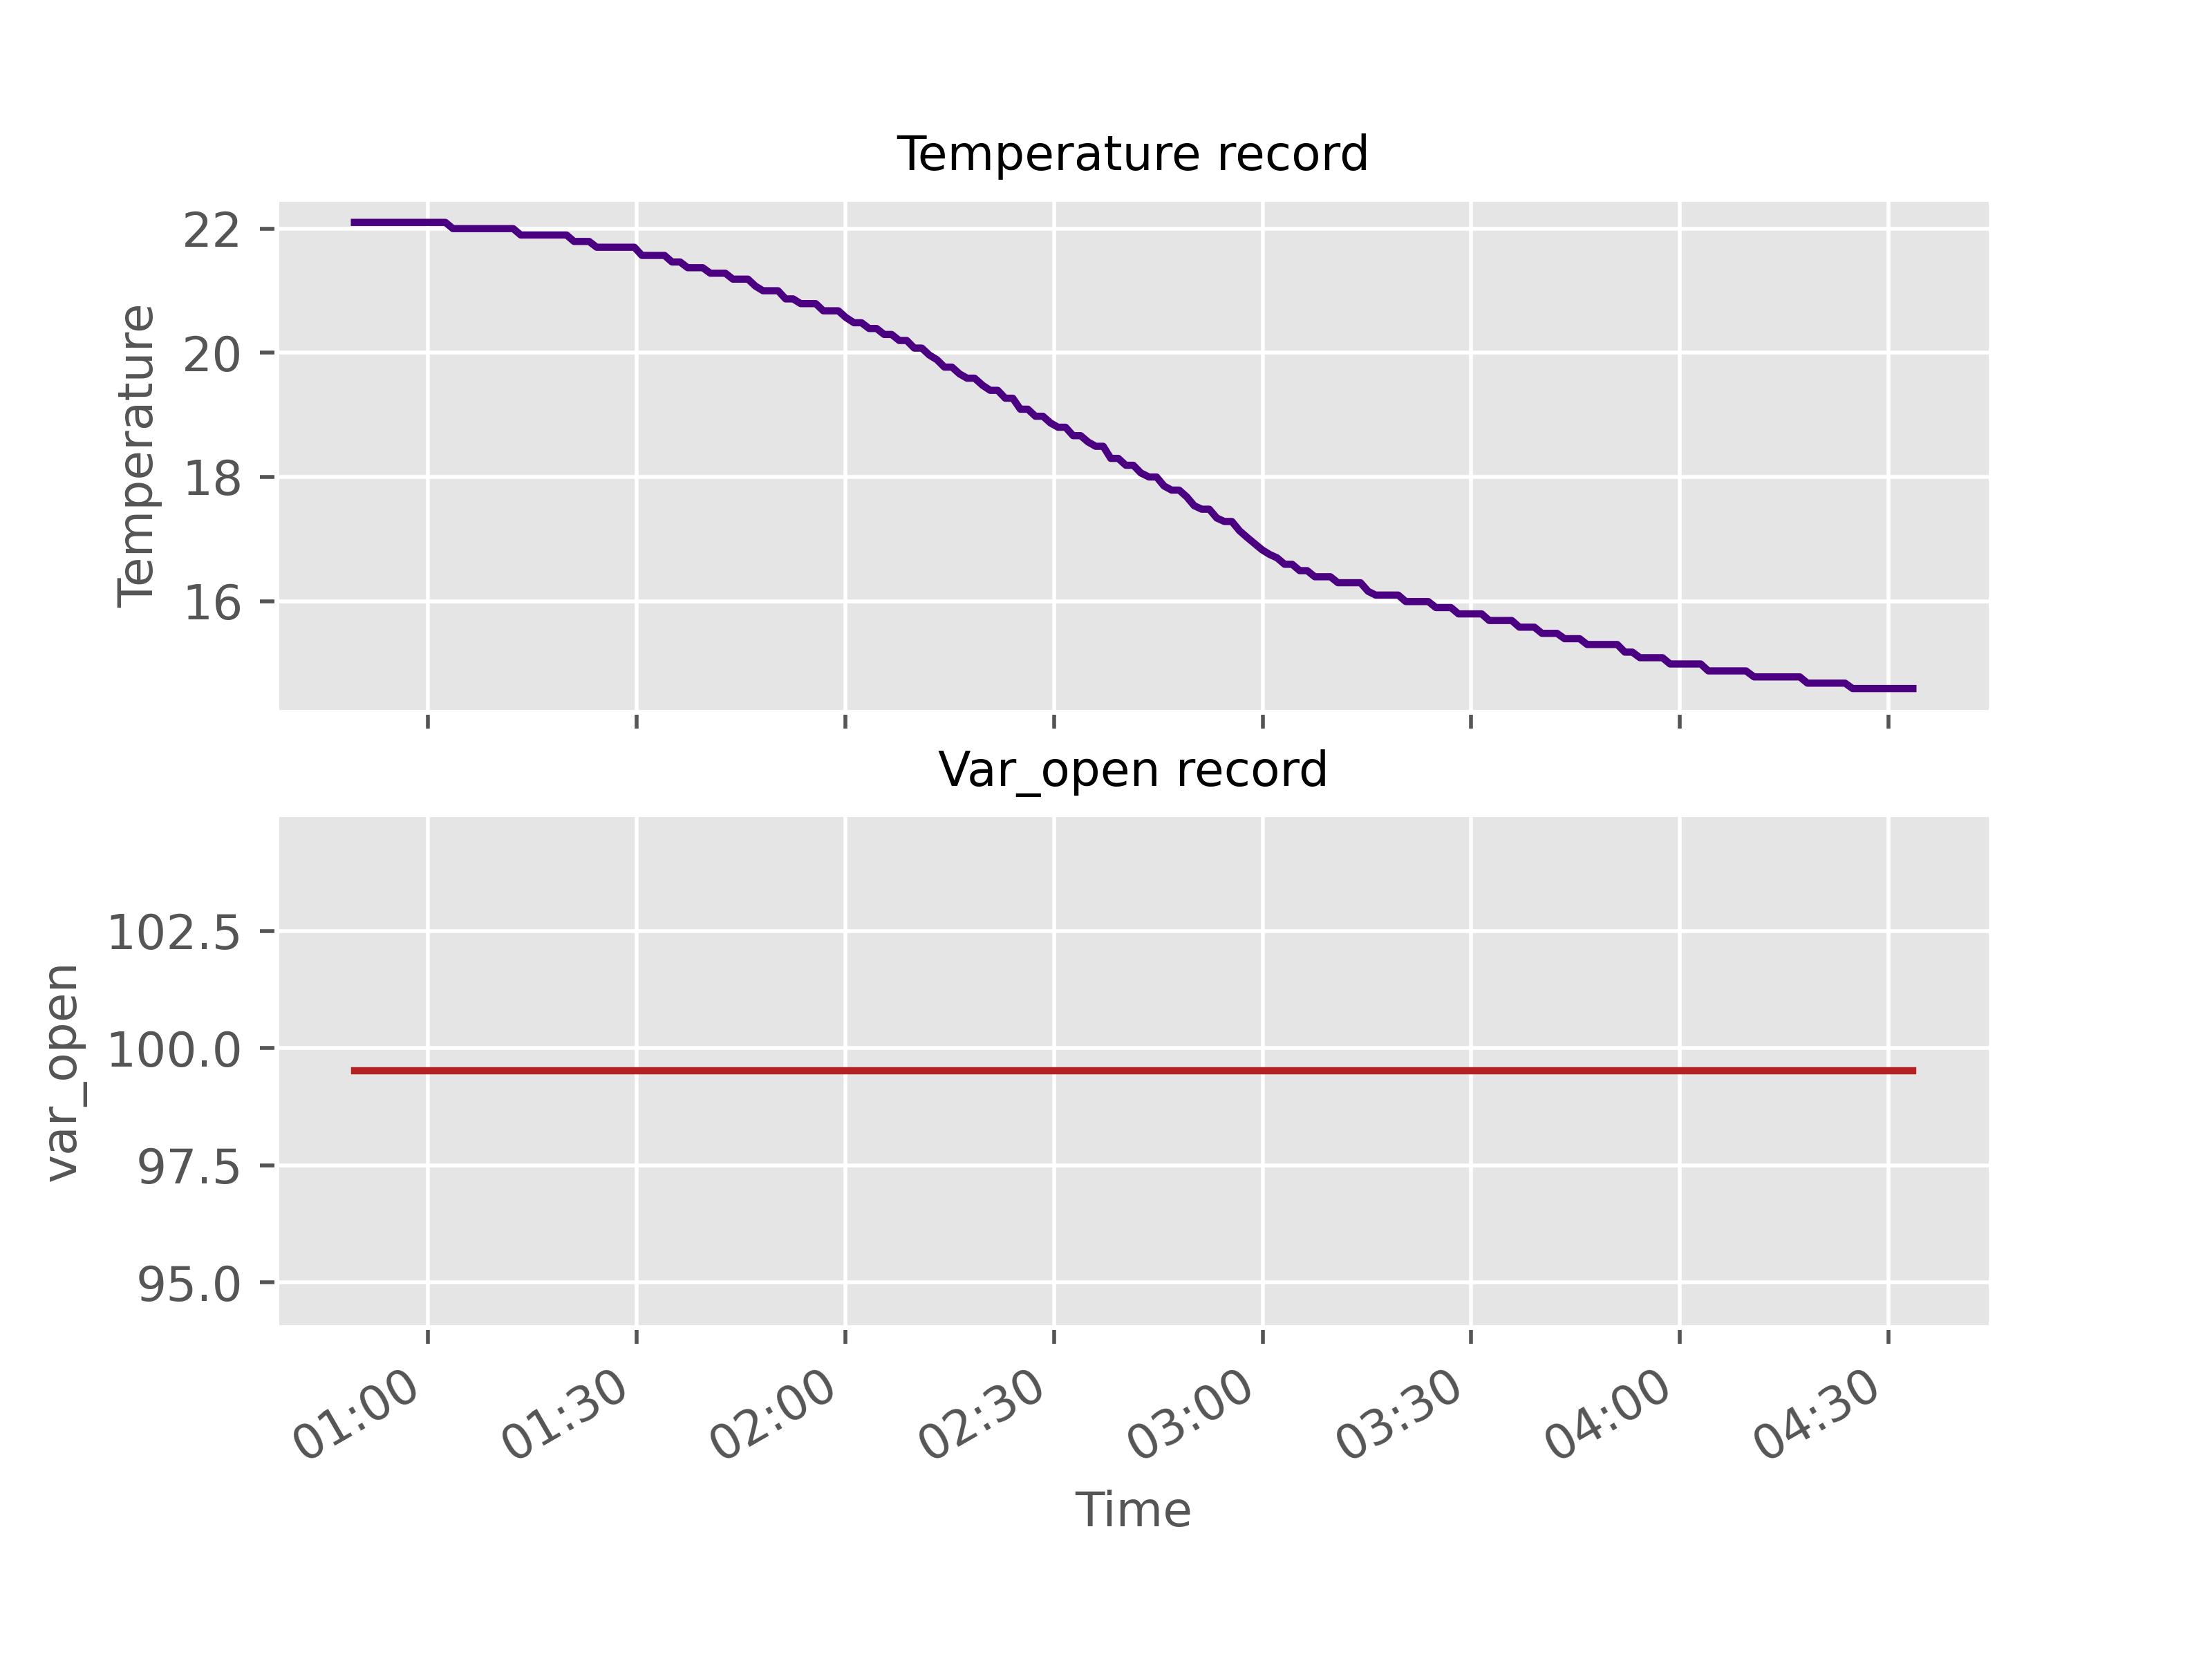 Temperature record
22
20
18
16
Temperature
Var_open record
102.5
100.0
97.5
95.0
var_open
01:00 01:30 02:00 02:30 03:00 03:30 04:00 04:30
Time